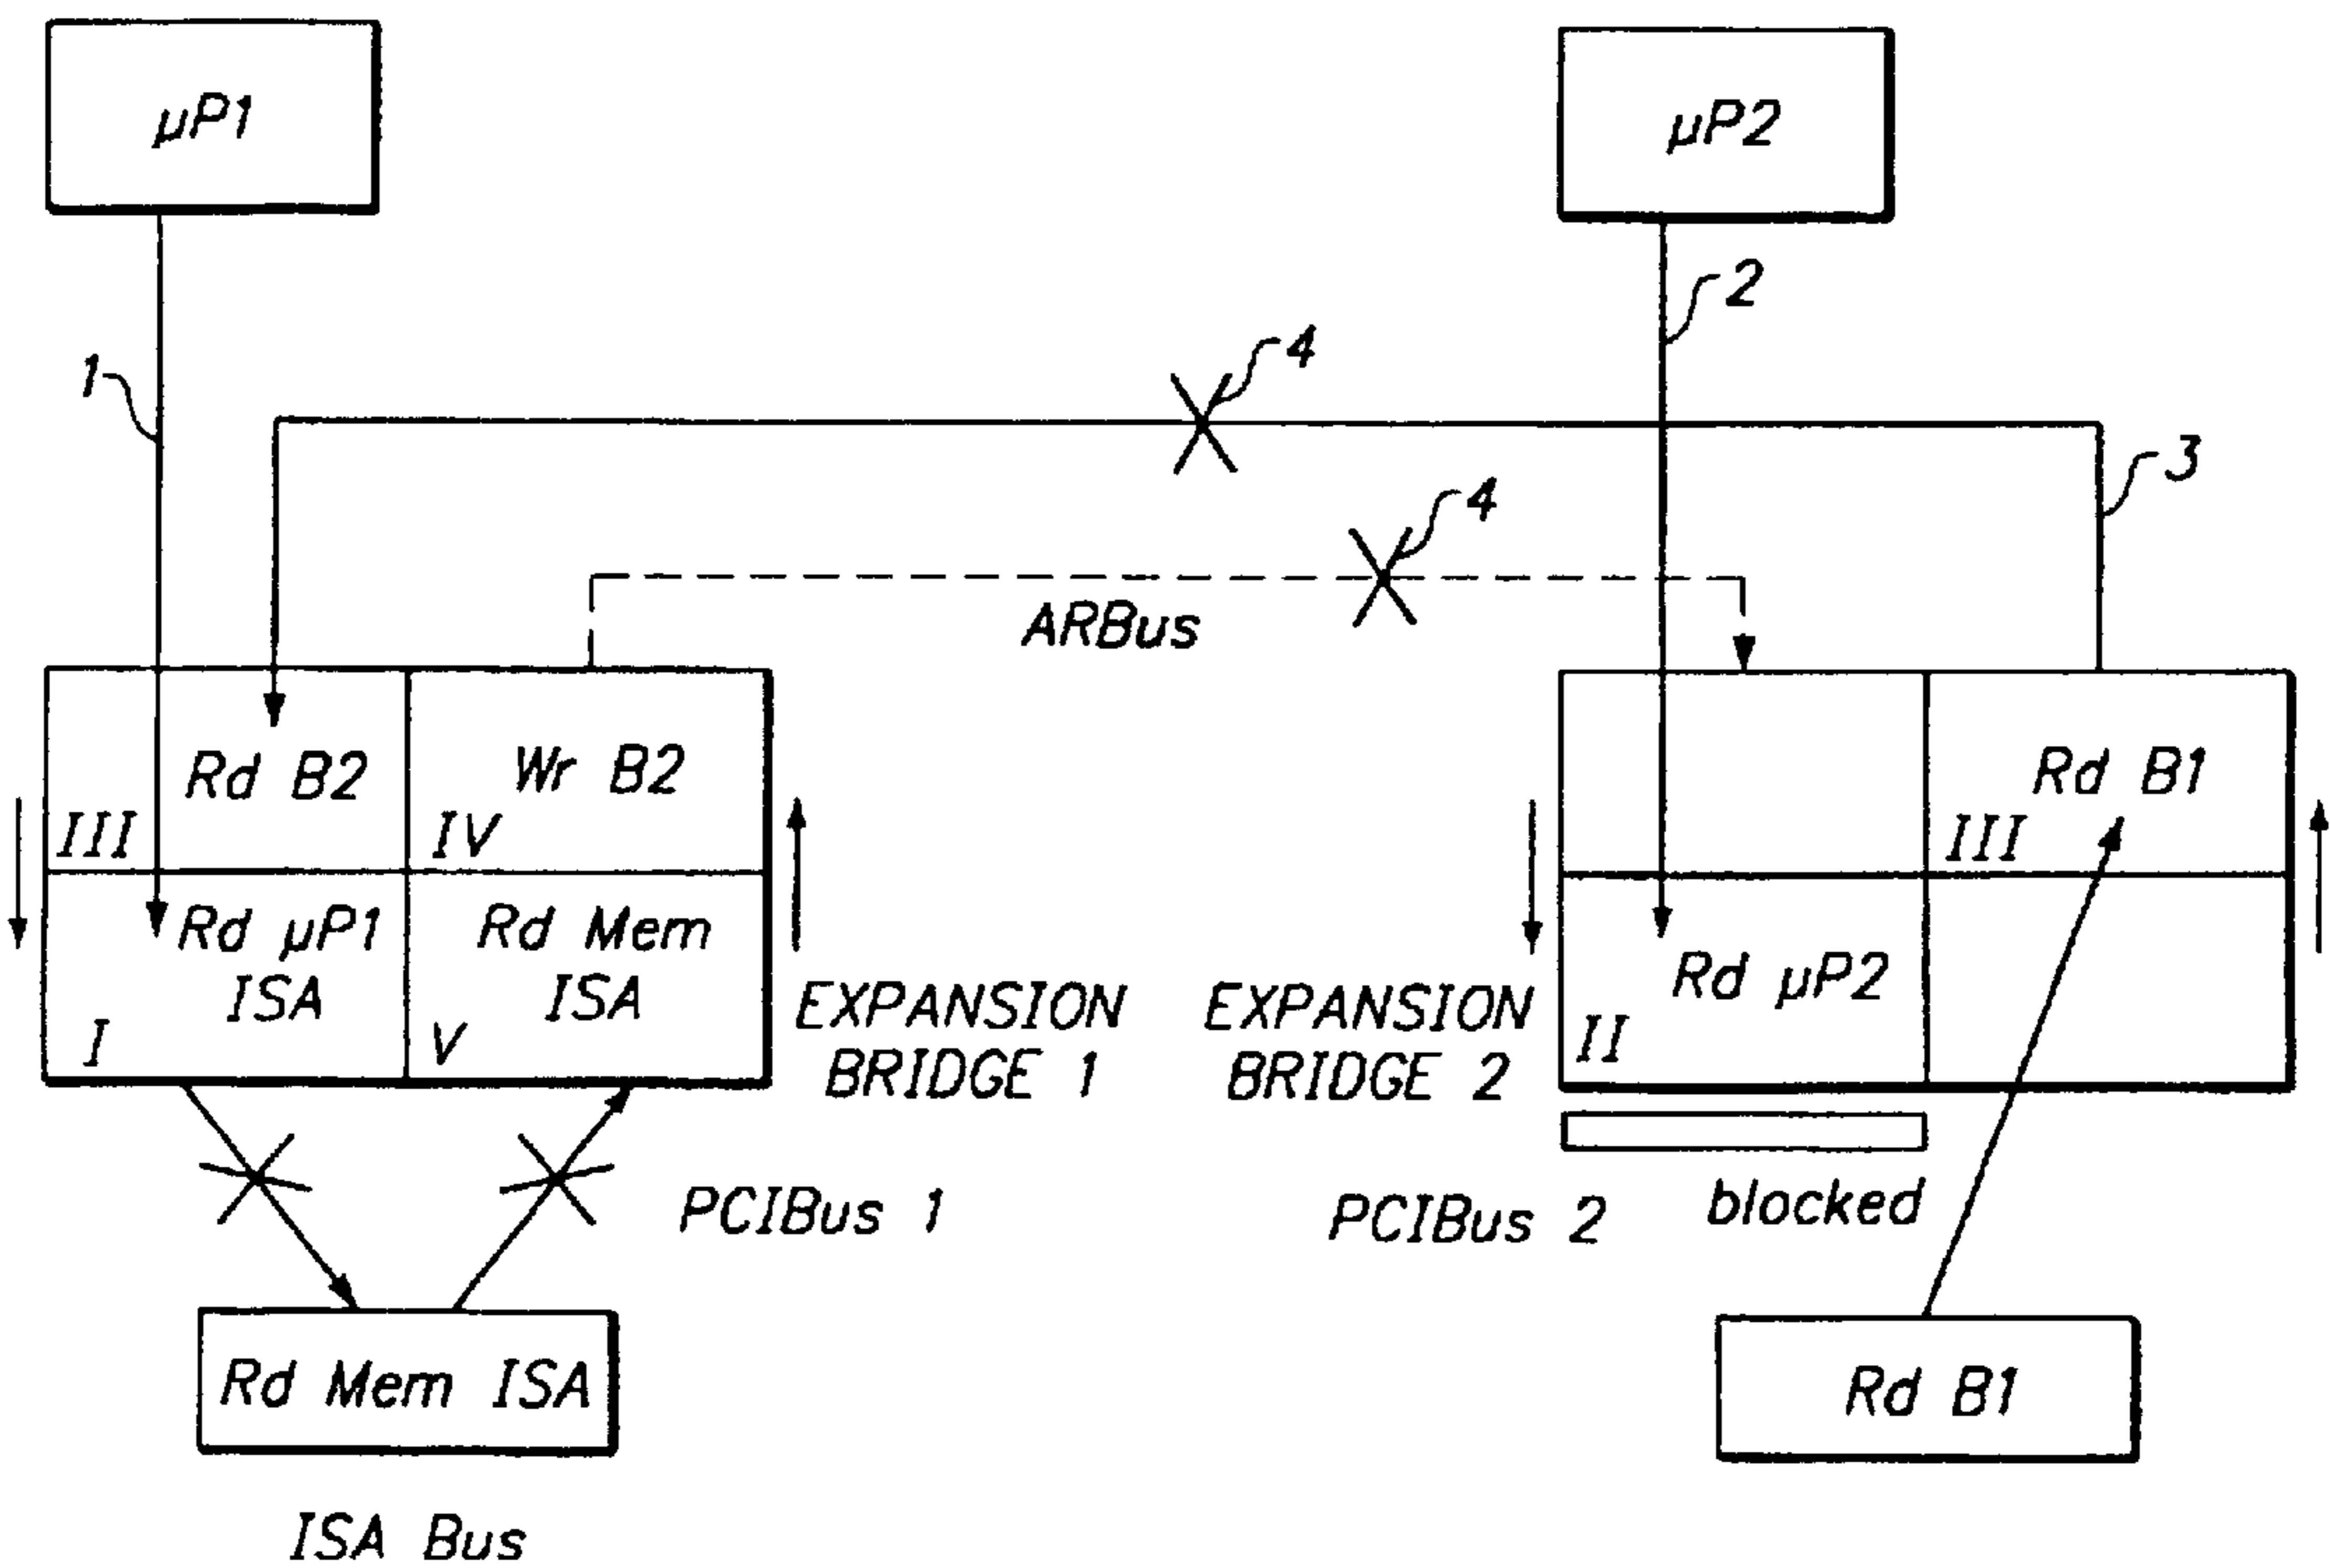 µP1
µP2
2
4
1
3
4
ARBus
Rd B2
Wr B2
Rd B1
III
IV
III
Rd µP1
ISA
Rd Mem
ISA
Rd µP2
I
V
II
EXPANSION
BRIDGE 1
EXPANSION
BRIDGE 2
PCIBus 1
PCIBus 2
blocked
Rd Mem ISA
Rd B1
ISA Bus